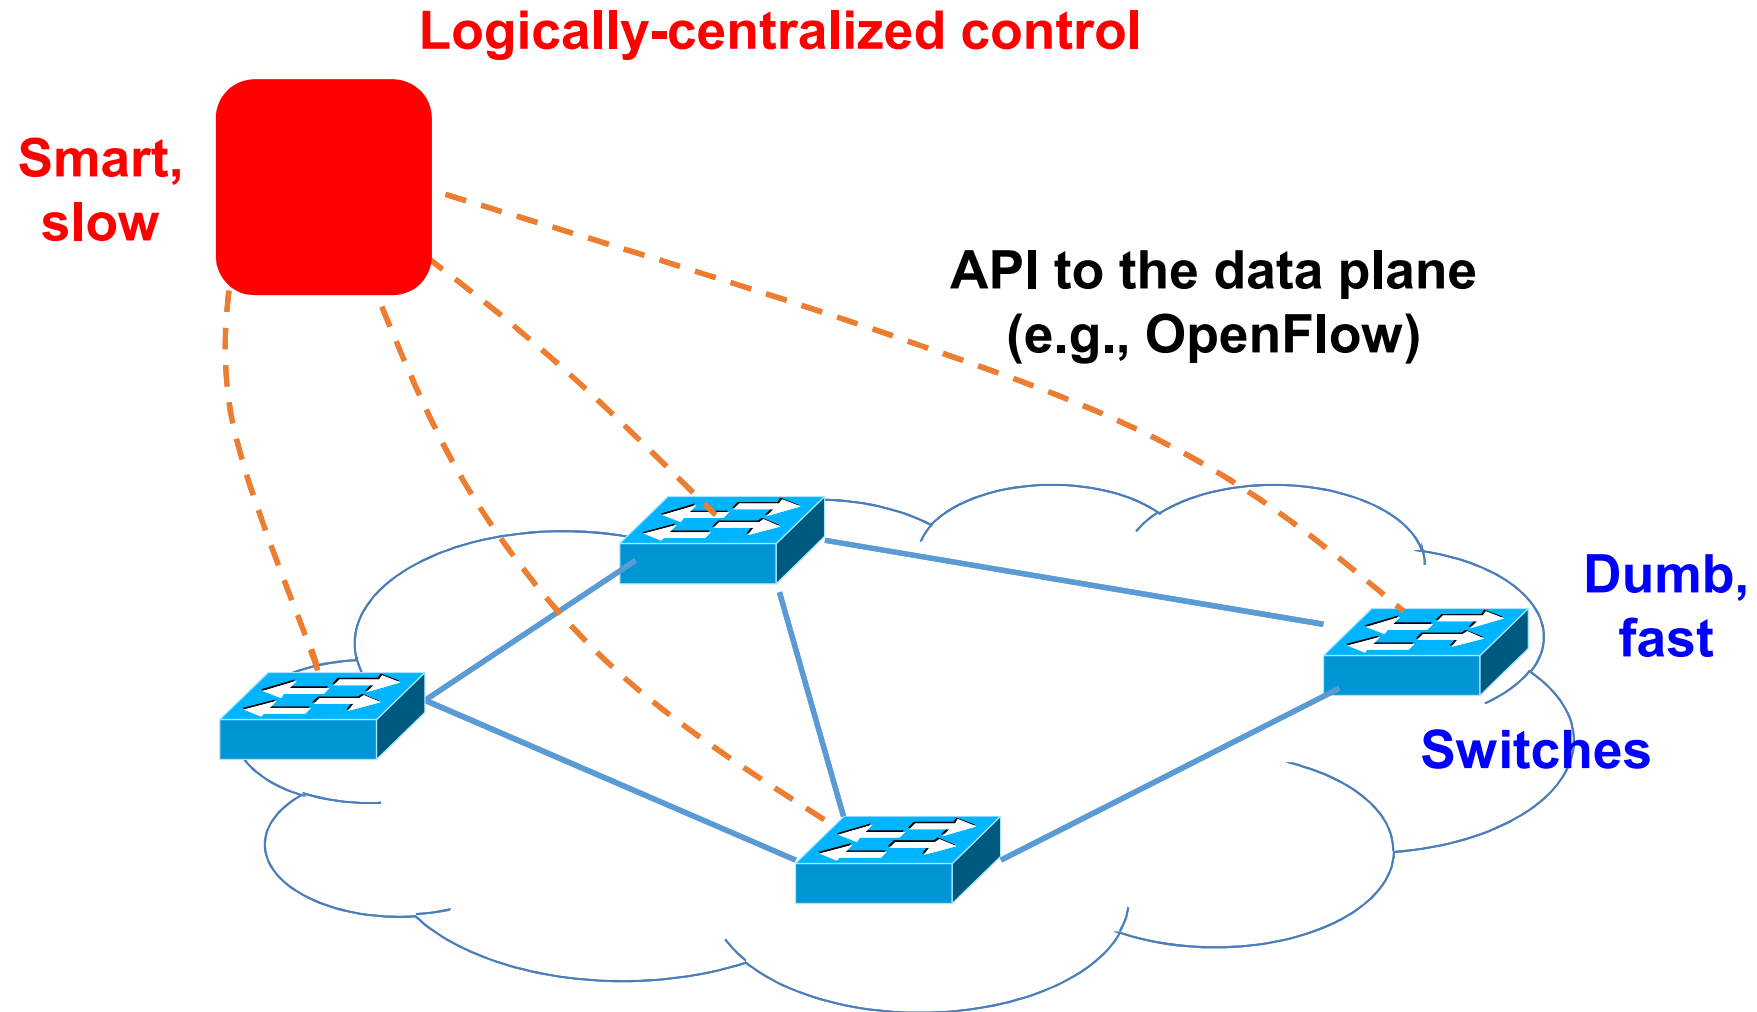 Logically-centralized control
Smart,
slow
API to the data plane
(e.g., OpenFlow)
Dumb,
fast
Switches